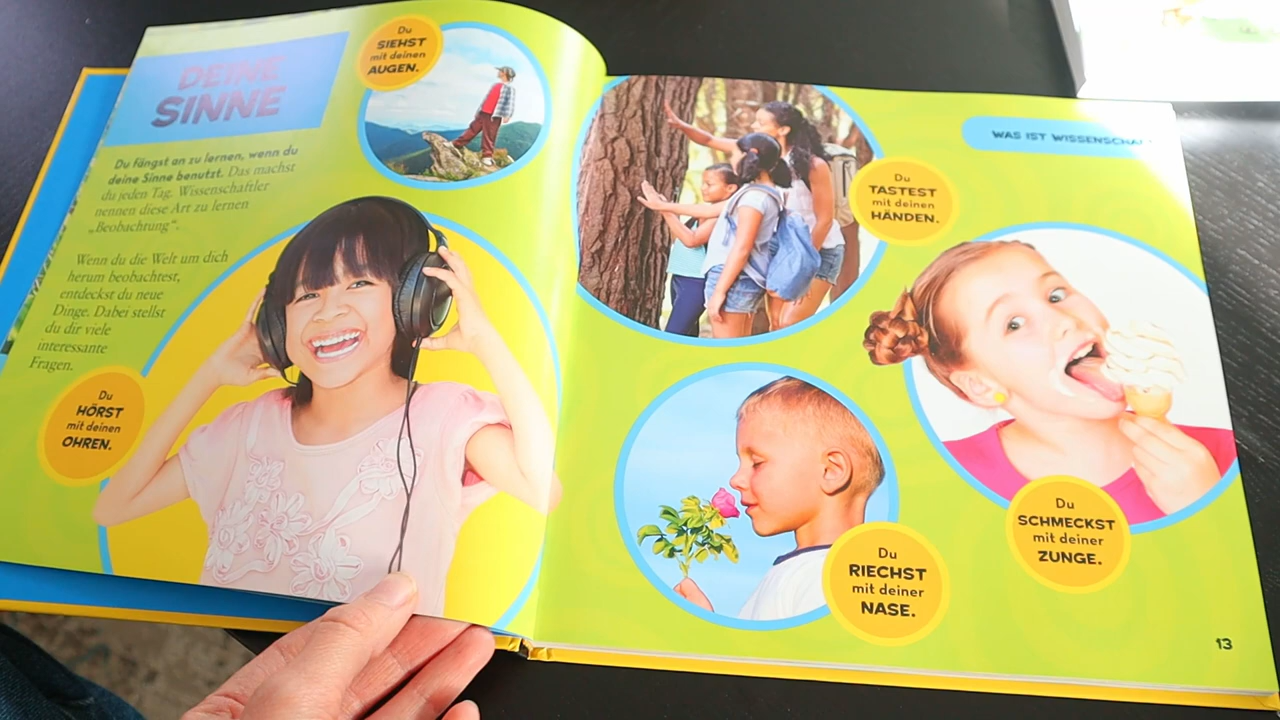 DEINE
SINNE
Du fängst an zu lernen, wenn du
deine Sinne benutzt. Das machst
du jeden Tag. Wissenschaftler
nennen diese Art zu lernen
„Beobachtung“.
Wenn du die Welt um dich
herum beobachtest,
entdeckst du neue
Dinge. Dabei stellst
du dir viele
interessante
Fragen.
Du
SIEHST
mit deinen
AUGEN.
Du
HÖRST
mit deinen
OHREN.
WAS IST WISSENSCHAF
Du
TASTEST
mit deinen
HÄNDEN.
Du
RIECHST
mit deiner
NASE.
Du
SCHMECKST
mit deiner
ZUNGE.
13